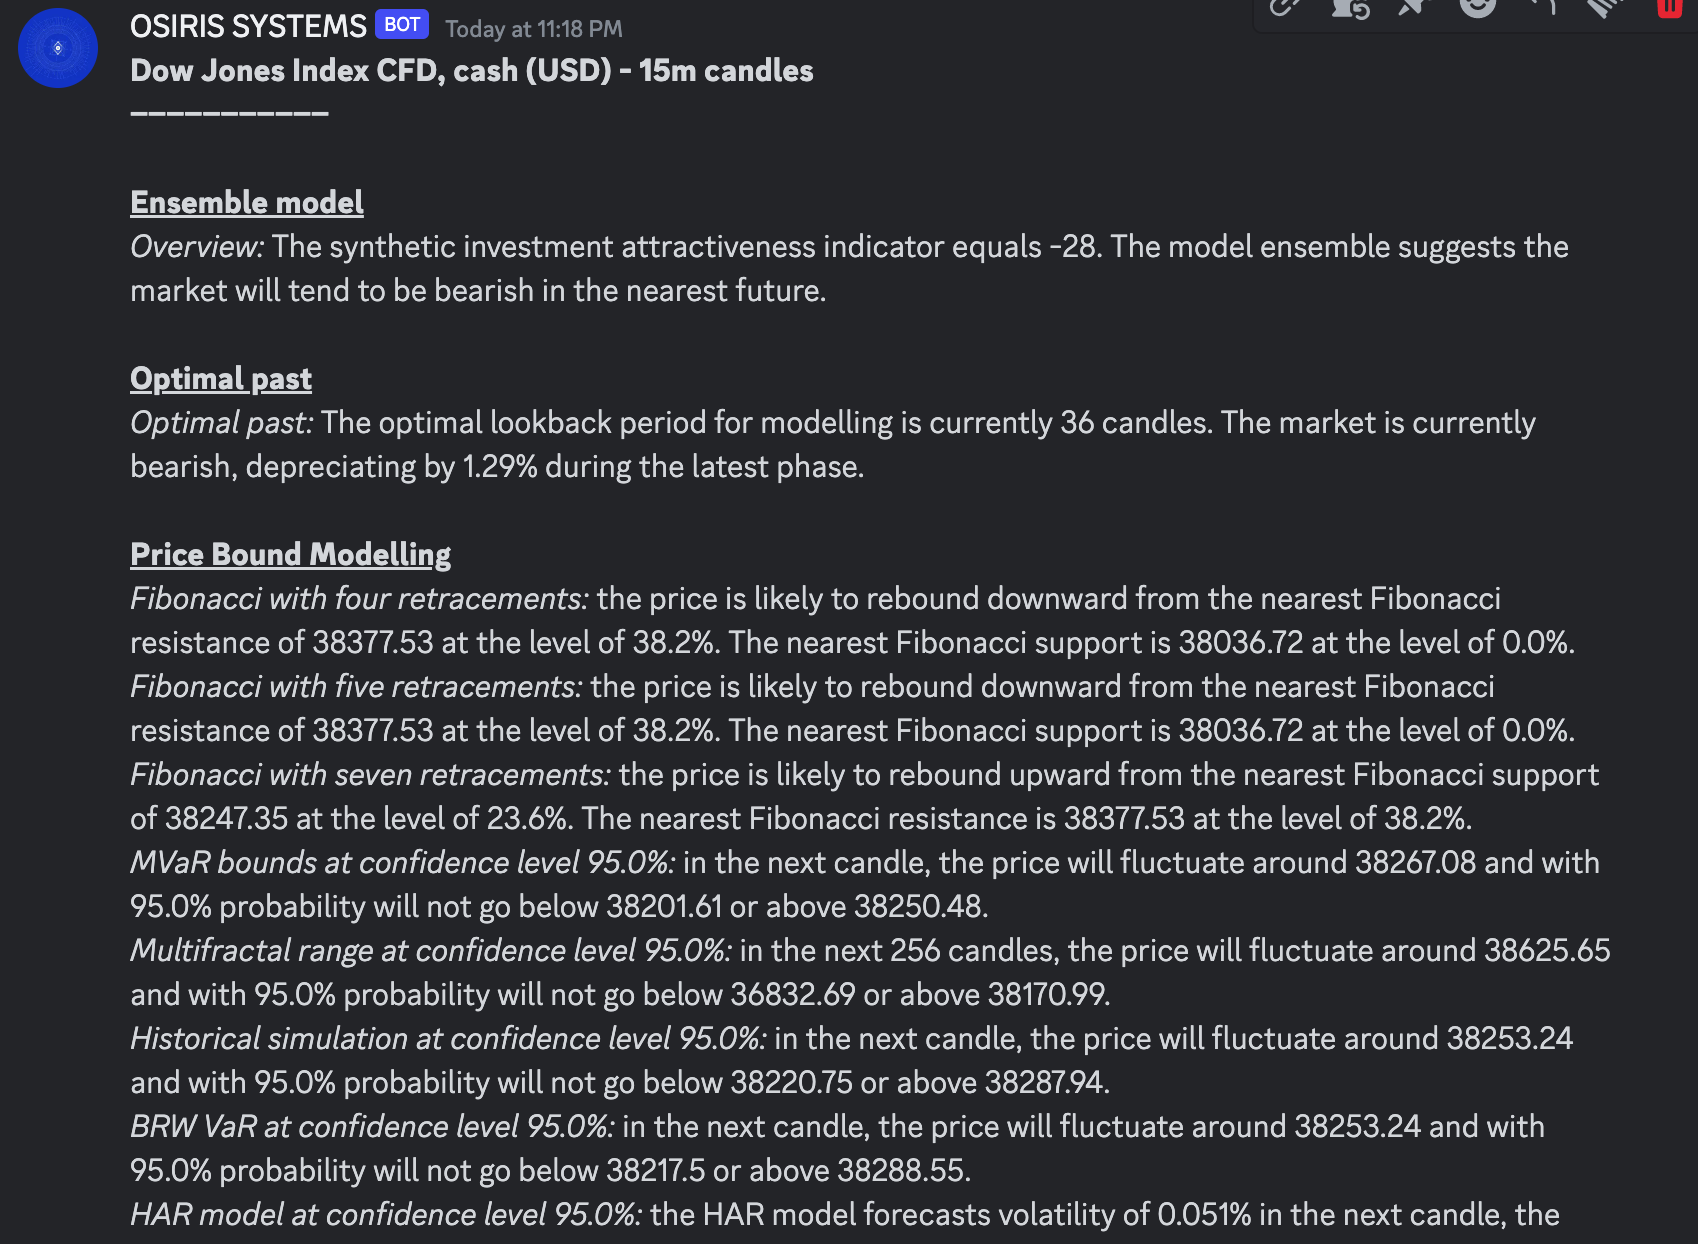 OSIRIS SYSTEMS BOT Today at 11:18 PM
Dow Jones Index CFD, cash (USD) - 15m candles
___________
Ensemble model
Overview: The synthetic investment attractiveness indicator equals -28. The model ensemble suggests the
market will tend to be bearish in the nearest future.
Optimal past
Optimal past: The optimal lookback period for modelling is currently 36 candles. The market is currently
bearish, depreciating by 1.29% during the latest phase.
Price Bound Modelling
Fibonacci with four retracements: the price is likely to rebound downward from the nearest Fibonacci
resistance of 38377.53 at the level of 38.2%. The nearest Fibonacci support is 38036.72 at the level of 0.0%.
Fibonacci with five retracements: the price is likely to rebound downward from the nearest Fibonacci
resistance of 38377.53 at the level of 38.2%. The nearest Fibonacci support is 38036.72 at the level of 0.0%.
Fibonacci with seven retracements: the price is likely to rebound upward from the nearest Fibonacci support
of 38247.35 at the level of 23.6%. The nearest Fibonacci resistance is 38377.53 at the level of 38.2%.
MVaR bounds at confidence level 95.0%: in the next candle, the price will fluctuate around 38267.08 and with
95.0% probability will not go below 38201.61 or above 38250.48.
Multifractal range at confidence level 95.0%: in the next 256 candles, the price will fluctuate around 38625.65
and with 95.0% probability will not go below 36832.69 or above 38170.99.
Historical simulation at confidence level 95.0%: in the next candle, the price will fluctuate around 38253.24
and with 95.0% probability will not go below 38220.75 or above 38287.94.
BRW VaR at confidence level 95.0%: in the next candle, the price will fluctuate around 38253.24 and with
95.0% probability will not go below 38217.5 or above 38288.55.
HAR model at confidence level 95.0%: the HAR model forecasts volatility of 0.051% in the next candle, the